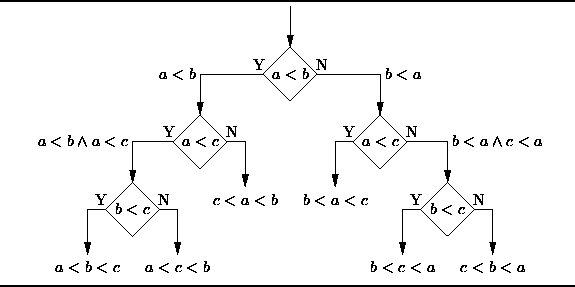 Y a < b N
a < b b < a
Y a < c N Y a < c N
a < b ∧ a < c b < a ∧ c < a
c < a < b b < a < c
Y b < c N Y b < c N
a < b < c a < c < b b < c < a c < b < a